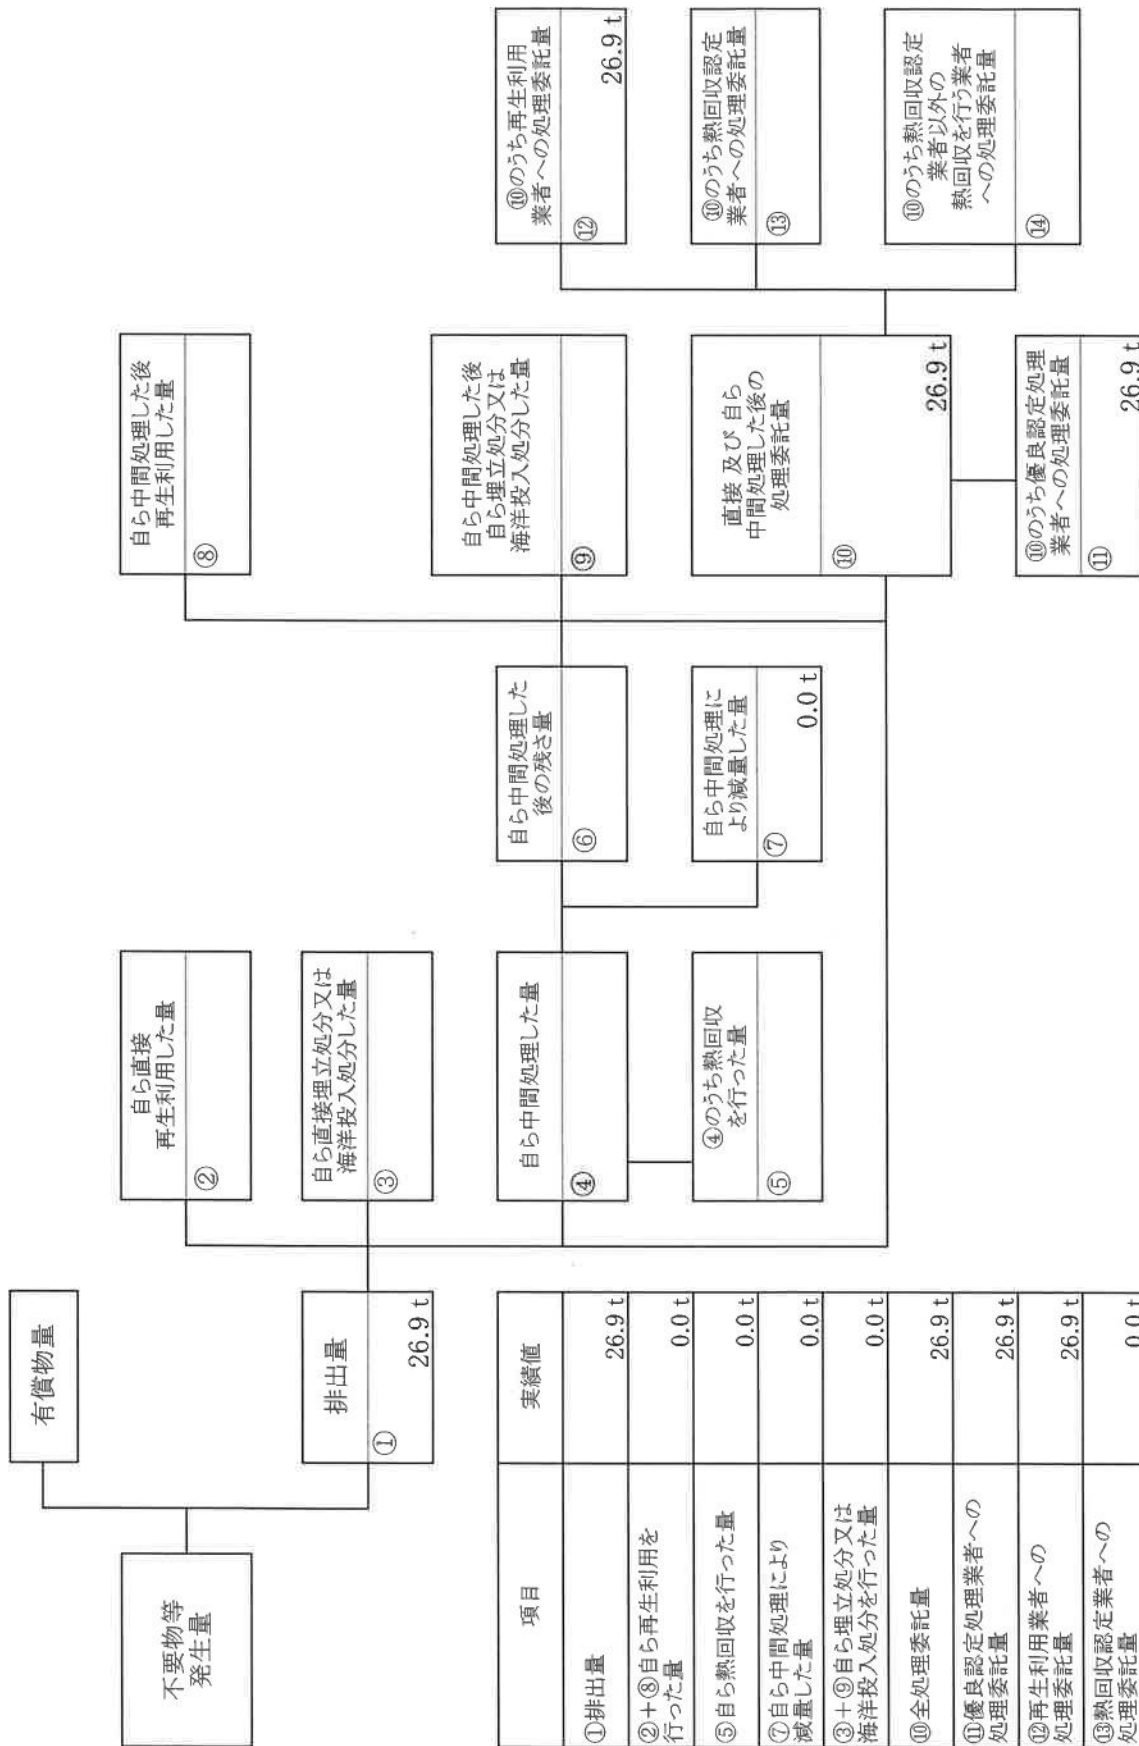 不要物等
発生量
有償物量
排出量
①
26.9 t
自ら直接
再生利用した量
②
自ら直接埋立処分又は
海洋投入処分した量
③
自ら中間処理した量
④
④のうち熱回収
を行った量
⑤
自ら中間処理した
後の残さ量
⑥
自ら中間処理に
より減量した量
⑦
0.0 t
自ら中間処理した後
再生利用した量
⑧
自ら中間処理した後
自ら埋立処分又は
海洋投入処分した量
⑨
直接 及び 自ら
中間処理した後の
処理委託量
⑩
26.9 t
⑩のうち優良認定処理
業者への処理委託量
⑪
26.9 t
⑩のうち再生利用
業者への処理委託量
⑫
26.9 t
⑩のうち熱回収認定
業者への処理委託量
⑬
⑩のうち熱回収認定
業者以外の
熱回収を行う業者
への処理委託量
⑭
項目 実績値
①排出量 26.9 t
②+⑧自ら再生利用を
行った量 0.0 t
⑤自ら熱回収を行った量 0.0 t
⑦自ら中間処理により
減量した量 0.0 t
③+⑨自ら埋立処分又は
海洋投入処分を行った量 0.0 t
⑩全処理委託量 26.9 t
⑪優良認定処理業者への
処理委託量 26.9 t
⑫再生利用業者への
処理委託量 26.9 t
⑬熱回収認定業者への
処理委託量 0.0 t